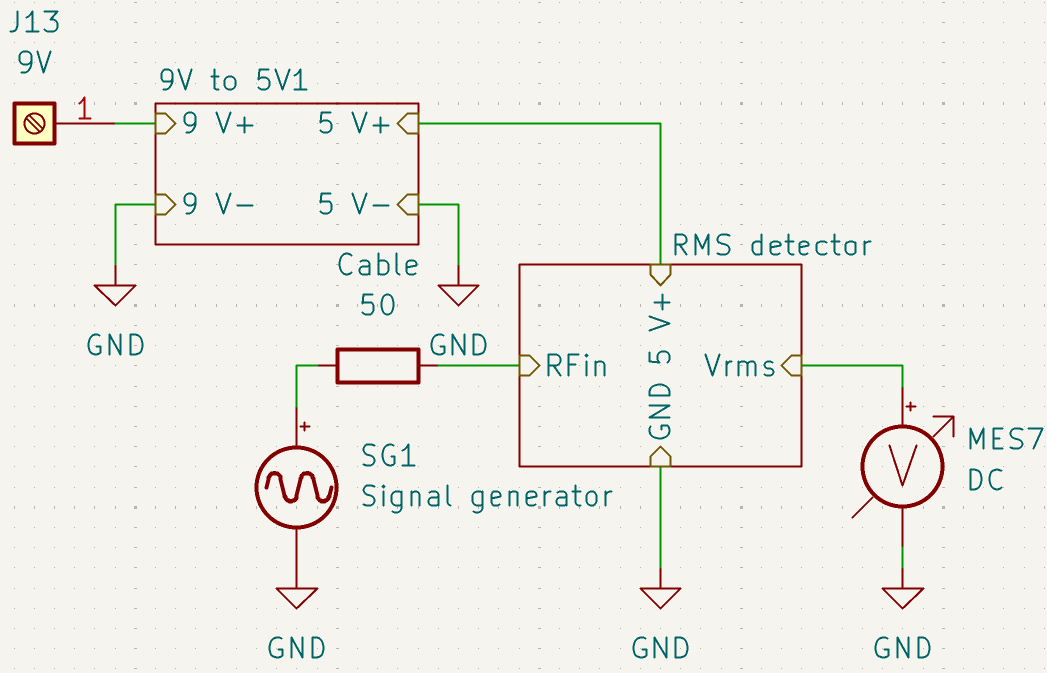 J13
9V
1
9V to 5V1
9 V+
5 V+
9 V-
5 V-
GND
GND
Cable
50
RMS detector
RFin
5 V+
GND
Vrms
SG1
Signal generator
V
MES7
DC
GND
GND
GND